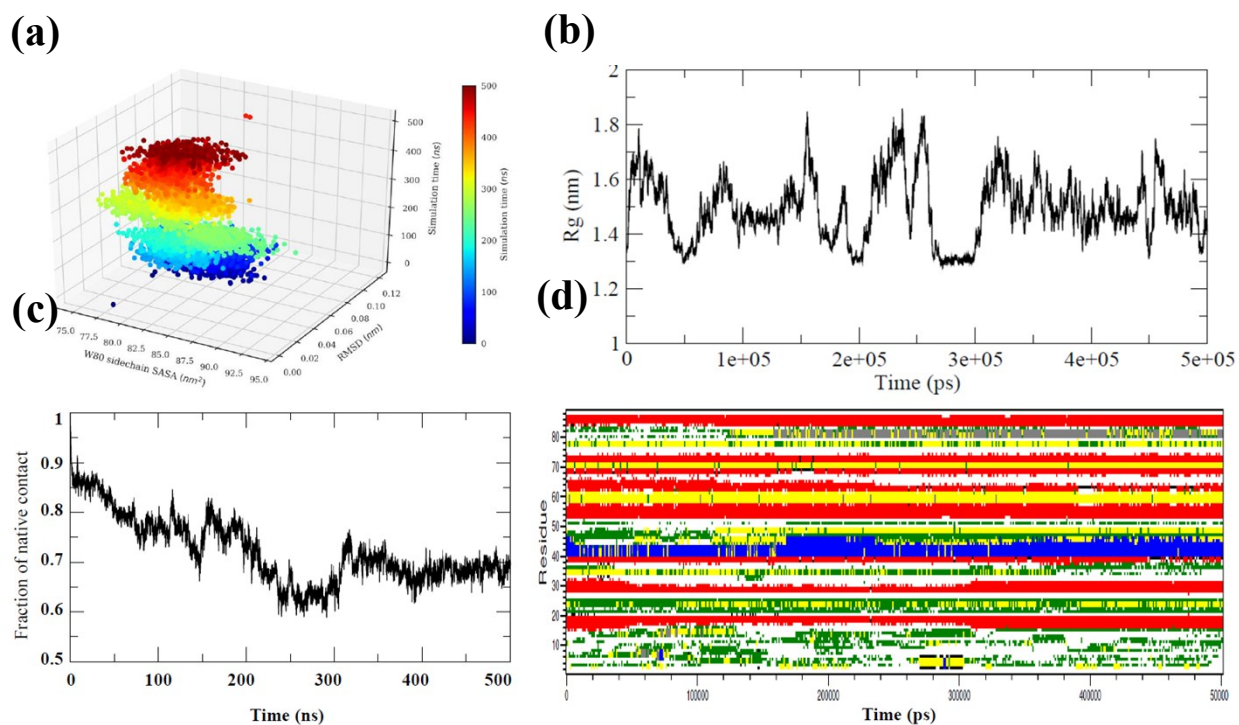 (a)
500
400
300
200
100
0
Simulation time (ns)
75.0
77.5
80.0
82.5
85.0
87.5
90.0
92.5
95.0
W80 sidechain SASA (nm²)
0.00
0.02
0.04
0.06
0.08
0.10
0.12
RMSD (nm)
500
400
300
200
100
0
Simulation time (ns)
(b)
2
1.8
1.6
1.4
1.2
1
Rg (nm)
0 1e+05 2e+05 3e+05 4e+05 5e+05
Time (ps)
(c)
1
0.9
0.8
0.7
0.6
0.5
Fraction of native contact
0 100 200 300 400 500
Time (ns)
(d)
80
70
60
50
40
30
20
10
Residue
0 100000 200000 300000 400000 50000
Time (ps)